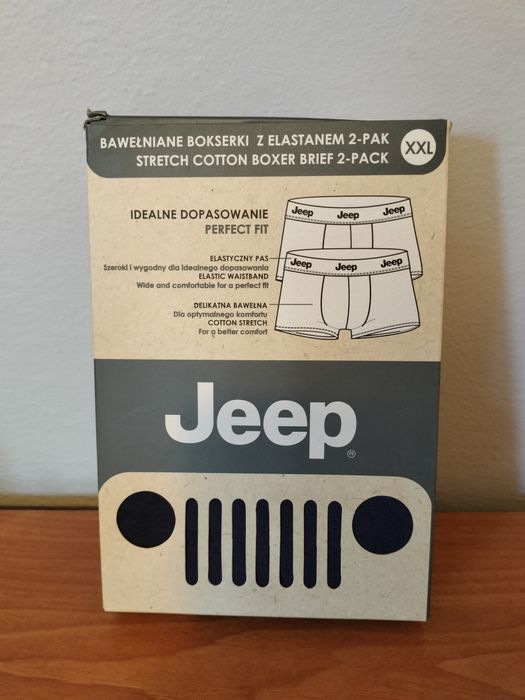 BAWEŁNIANE BOKSERKI Z ELASTANEM 2-PAK
STRETCH COTTON BOXER BRIEF 2-PACK
XXL
IDEALNE DOPASOWANIE
PERFECT FIT
ELASTYCZNY PAS
Szeroki i wygodny dla idealnego dopasowania
ELASTIC WAISTBAND
Wide and comfortable for a perfect fit
DELIKATNA BAWEŁNA
Dla optymalnego komfortu
COTTON STRETCH
For a better comfort
Jeep Jeep Jeep
Jeep Jeep Jeep
Jeep®